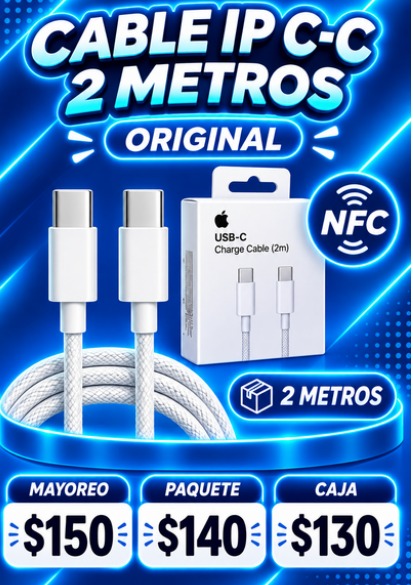 CABLE IP C-C
2 METROS
ORIGINAL
NFC
USB-C
Charge Cable (2m)
2 METROS
MAYOREO
$150
PAQUETE
$140
CAJA
$130